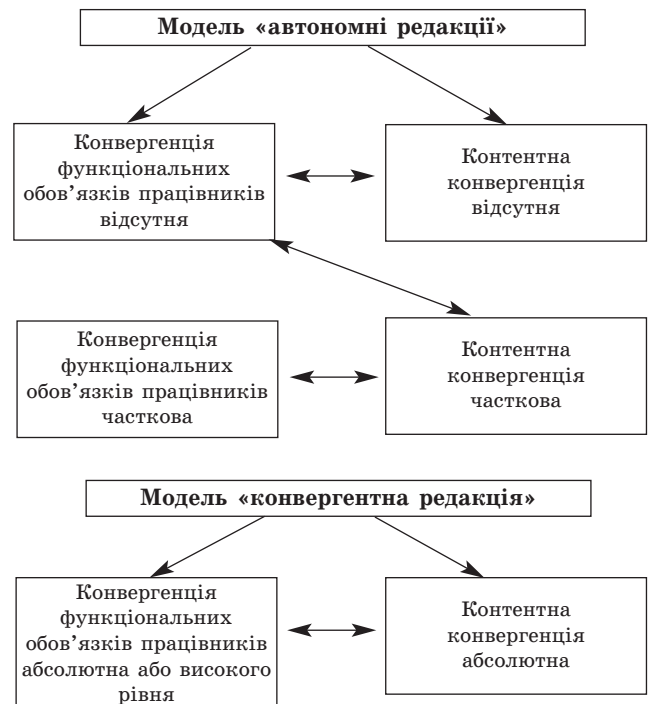 Модель «автономні редакції»
Конвергенція
функціональних
обов’язків працівників
відсутня
Контентна
конвергенція
відсутня
Конвергенція
функціональних
обов’язків працівників
часткова
Контентна
конвергенція
часткова
Модель «конвергентна редакція»
Конвергенція
функціональних
обов’язків працівників
абсолютна або високого
рівня
Контентна
конвергенція
абсолютна